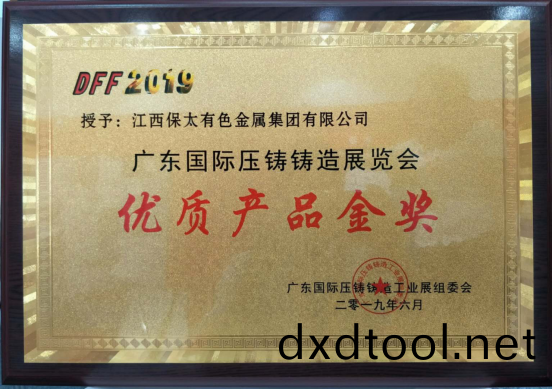 DFF 2019
授予：江西保太有色金属集团有限公司
广东国际压铸铸造展览会
优质产品金奖
广东国际压铸铸造工业展组委会
二零一九年六月
dxdtool.net